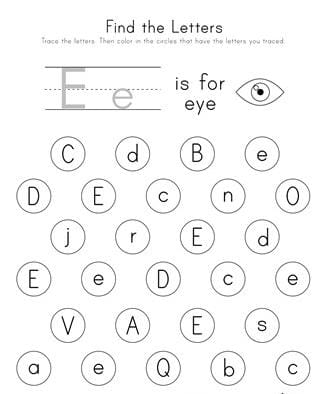 Find the Letters
Trace the letters. Then color in the circles that have the letters you traced.
E e is for
eye
C d B e
D E c n O
j r E d
E e D c e
V A E s
a e Q b c